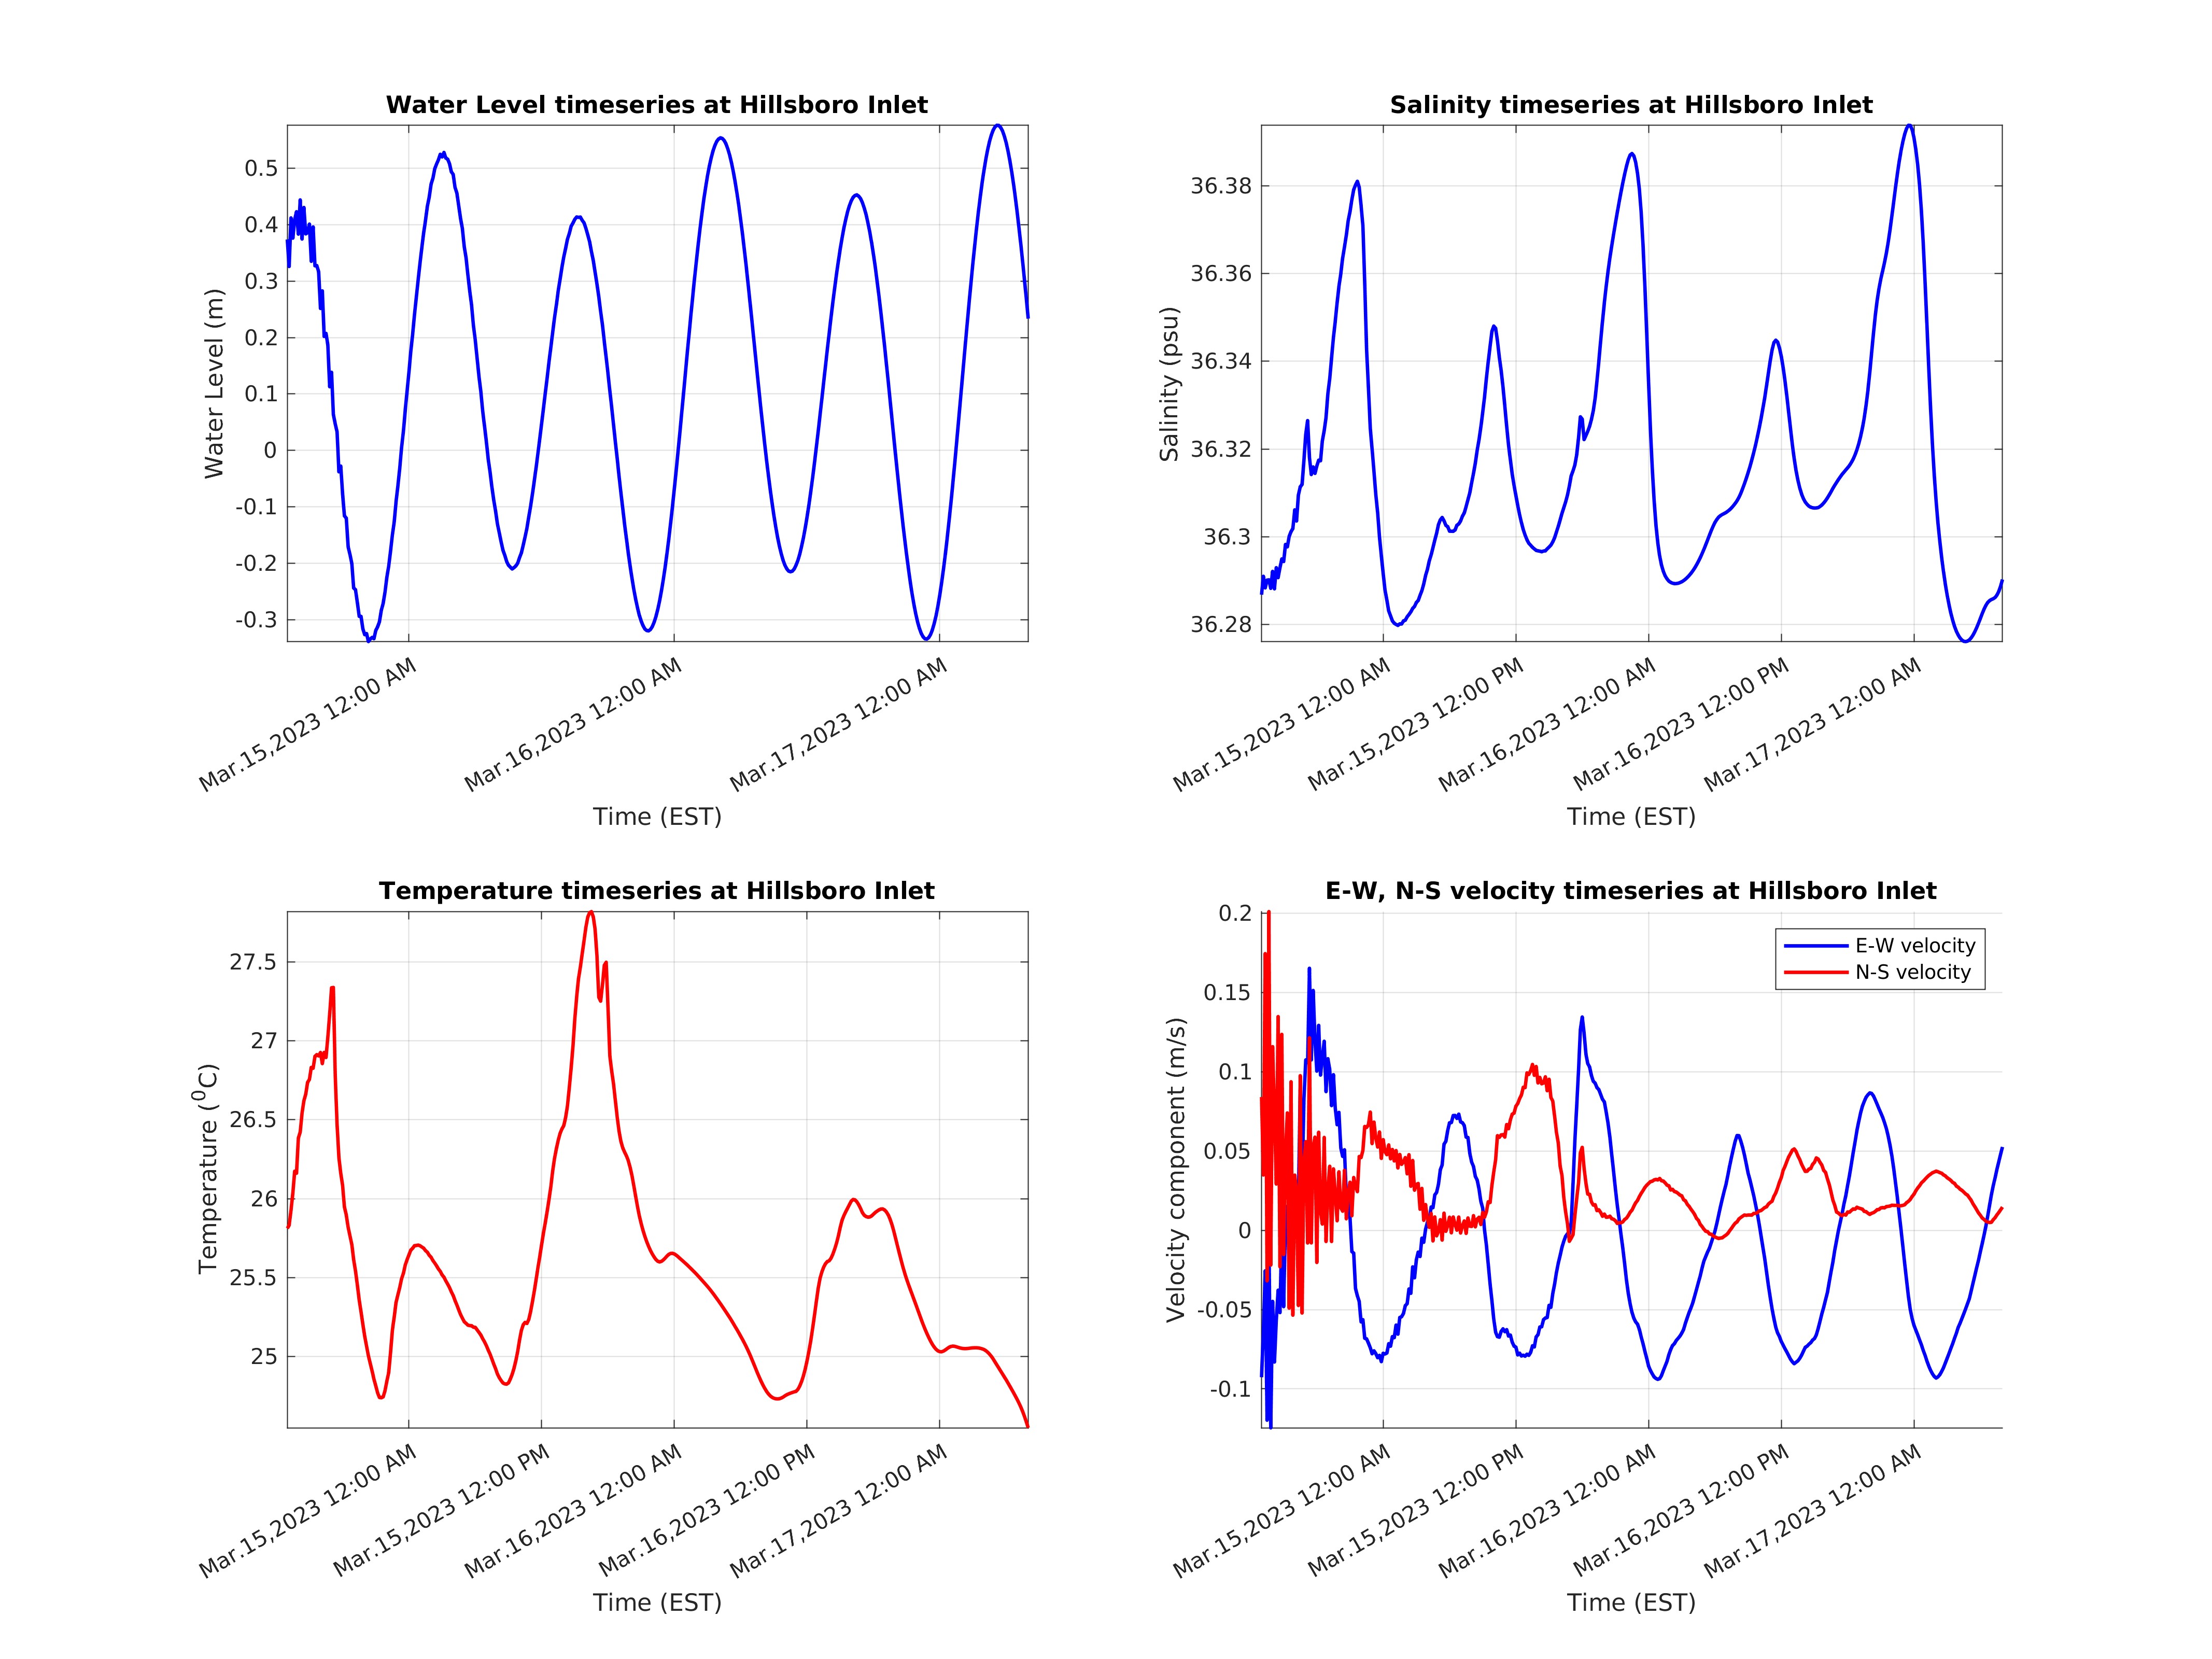 Water Level timeseries at Hillsboro Inlet
Water Level (m)
0.5
0.4
0.3
0.2
0.1
0
-0.1
-0.2
-0.3
Mar.15,2023 12:00 AM
Mar.16,2023 12:00 AM
Mar.17,2023 12:00 AM
Time (EST)
Salinity timeseries at Hillsboro Inlet
Salinity (psu)
36.38
36.36
36.34
36.32
36.3
36.28
Mar.15,2023 12:00 AM
Mar.15,2023 12:00 PM
Mar.16,2023 12:00 AM
Mar.16,2023 12:00 PM
Mar.17,2023 12:00 AM
Time (EST)
Temperature timeseries at Hillsboro Inlet
Temperature (⁰C)
27.5
27
26.5
26
25.5
25
Mar.15,2023 12:00 AM
Mar.15,2023 12:00 PM
Mar.16,2023 12:00 AM
Mar.16,2023 12:00 PM
Mar.17,2023 12:00 AM
Time (EST)
E-W, N-S velocity timeseries at Hillsboro Inlet
Velocity component (m/s)
0.2
0.15
0.1
0.05
0
-0.05
-0.1
E-W velocity
N-S velocity
Mar.15,2023 12:00 AM
Mar.15,2023 12:00 PM
Mar.16,2023 12:00 AM
Mar.16,2023 12:00 PM
Mar.17,2023 12:00 AM
Time (EST)